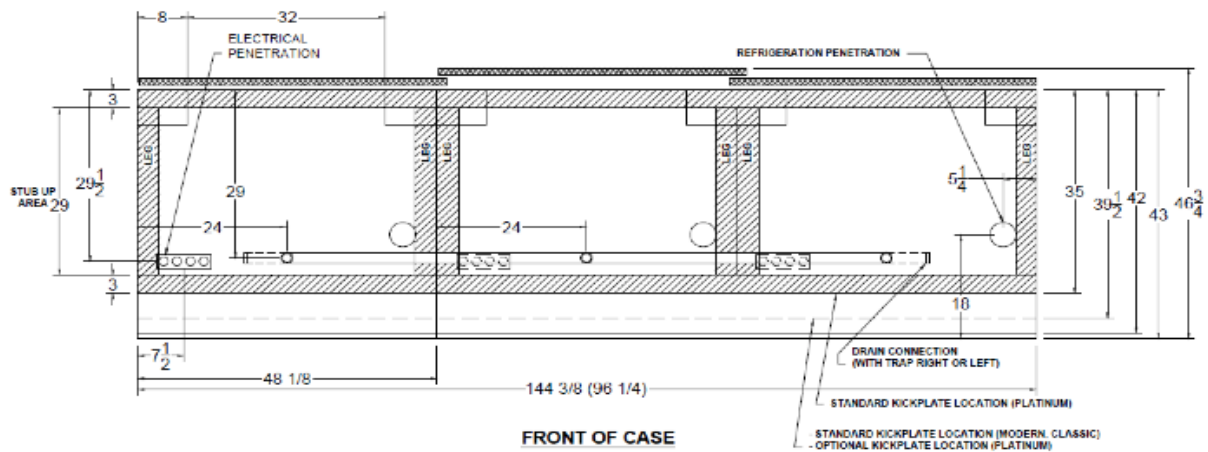 8
32
ELECTRICAL
PENETRATION
REFRIGERATION PENETRATION
3
LEG
LEG
LEG
LEG
LEG
LEG
STUB UP
AREA
29
29 1/2
29
24
24
5 1/4
35
39 1/2
42
43
46 3/4
3
18
7 1/2
DRAIN CONNECTION
(WITH TRAP RIGHT OR LEFT)
48 1/8
144 3/8 (96 1/4)
STANDARD KICKPLATE LOCATION (PLATINUM)
FRONT OF CASE
STANDARD KICKPLATE LOCATION (MODERN, CLASSIC)
OPTIONAL KICKPLATE LOCATION (PLATINUM)